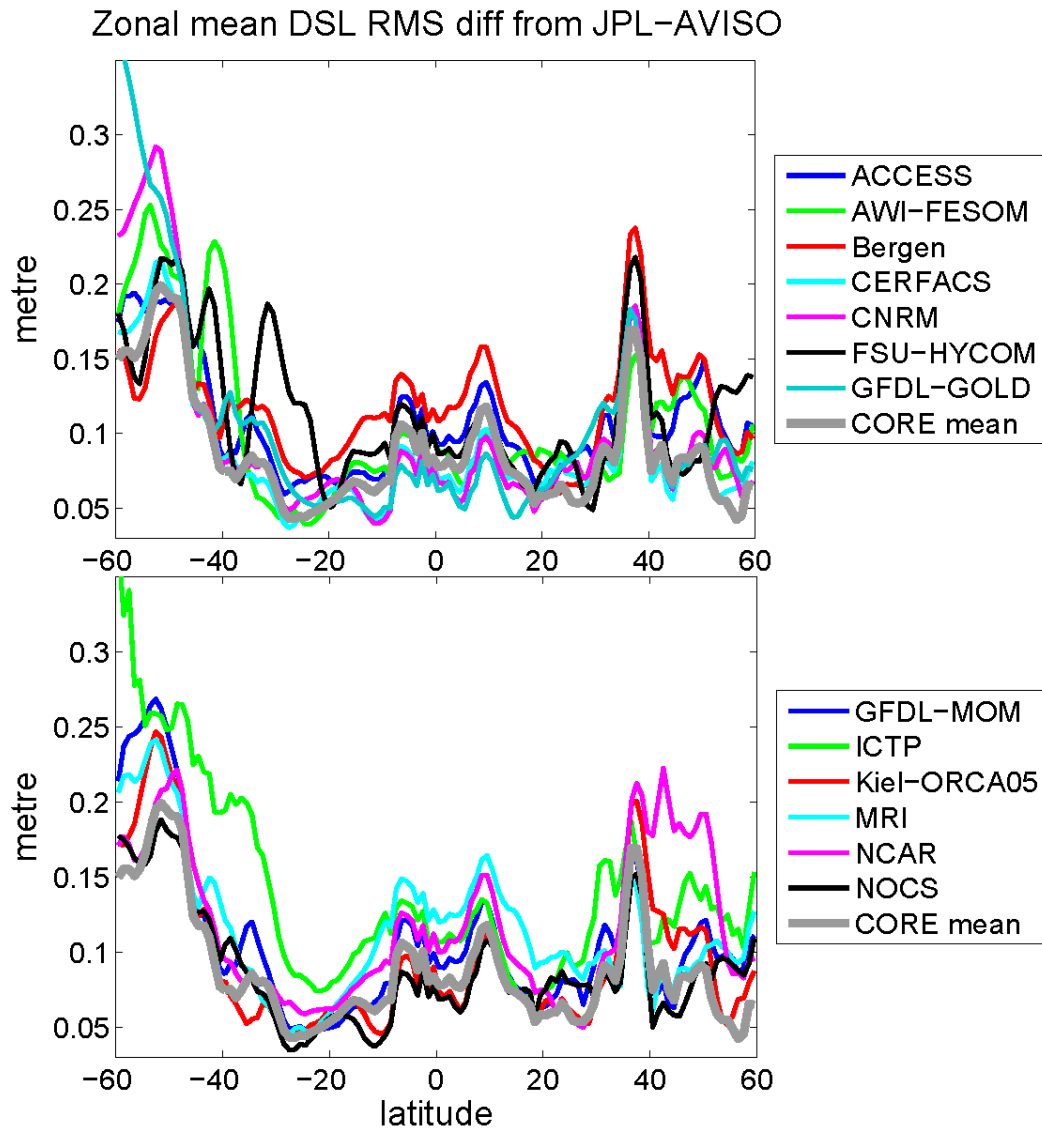 Zonal mean DSL RMS diff from JPL−AVISO
0.3
0.25
0.2
0.15
0.1
0.05
metre
−60 −40 −20 0 20 40 60
ACCESS
AWI−FESOM
Bergen
CERFACS
CNRM
FSU−HYCOM
GFDL−GOLD
CORE mean
0.3
0.25
0.2
0.15
0.1
0.05
metre
−60 −40 −20 0 20 40 60
latitude
GFDL−MOM
ICTP
Kiel−ORCA05
MRI
NCAR
NOCS
CORE mean